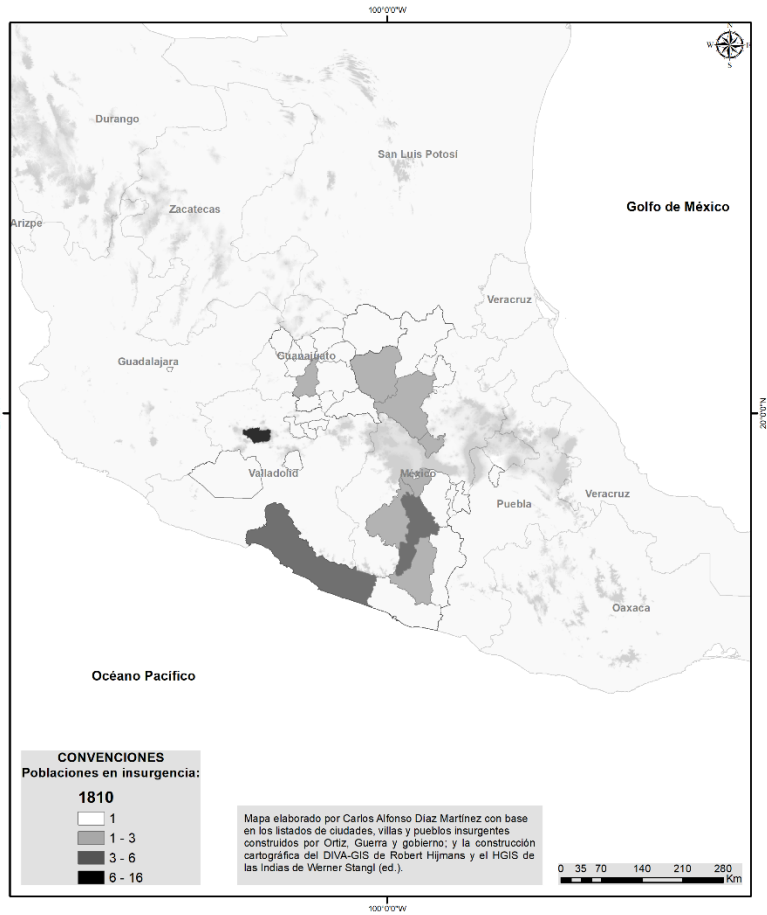 100°0'0"W
N
W
E
S
Durango
San Luis Potosí
Zacatecas
Golfo de México
Arizpe
Veracruz
Guanajuato
Guadalajara
20°0'0"N
Valladolid
México
Puebla
Veracruz
Oaxaca
Océano Pacífico
CONVENCIONES
Poblaciones en insurgencia:
1810
1
1 - 3
3 - 6
6 - 16
Mapa elaborado por Carlos Alfonso Díaz Martínez con base
en los listados de ciudades, villas y pueblos insurgentes
construidos por Ortiz, Guerra y gobierno; y la construcción
cartográfica del DIVA-GIS de Robert Hijmans y el HGIS de
las Indias de Werner Stangl (ed.).
0 35 70 140 210 280
Km
100°0'0"W